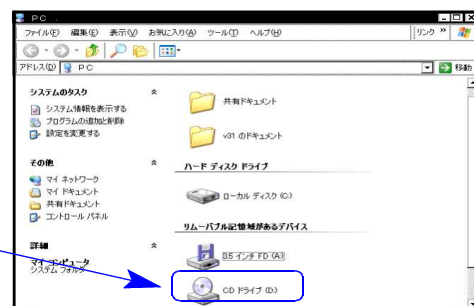 PC
ファイル(F) 編集(E) 表示(V) お気に入り(A) ツール(T) ヘルプ(H) リンク »
アドレス(D) PC 移動
システムのタスク
システム情報を表示する
プログラムの追加と削除
設定を変更する
その他
マイ ネットワーク
マイ ドキュメント
共有ドキュメント
コントロール パネル
詳細
マイ コンピュータ
システム フォルダ
共有ドキュメント
v31 のドキュメント
ハード ディスク ドライブ
ローカル ディスク (C:)
リムーバブル記憶域があるデバイス
3.5 インチ FD (A:)
CD ドライブ (D:)